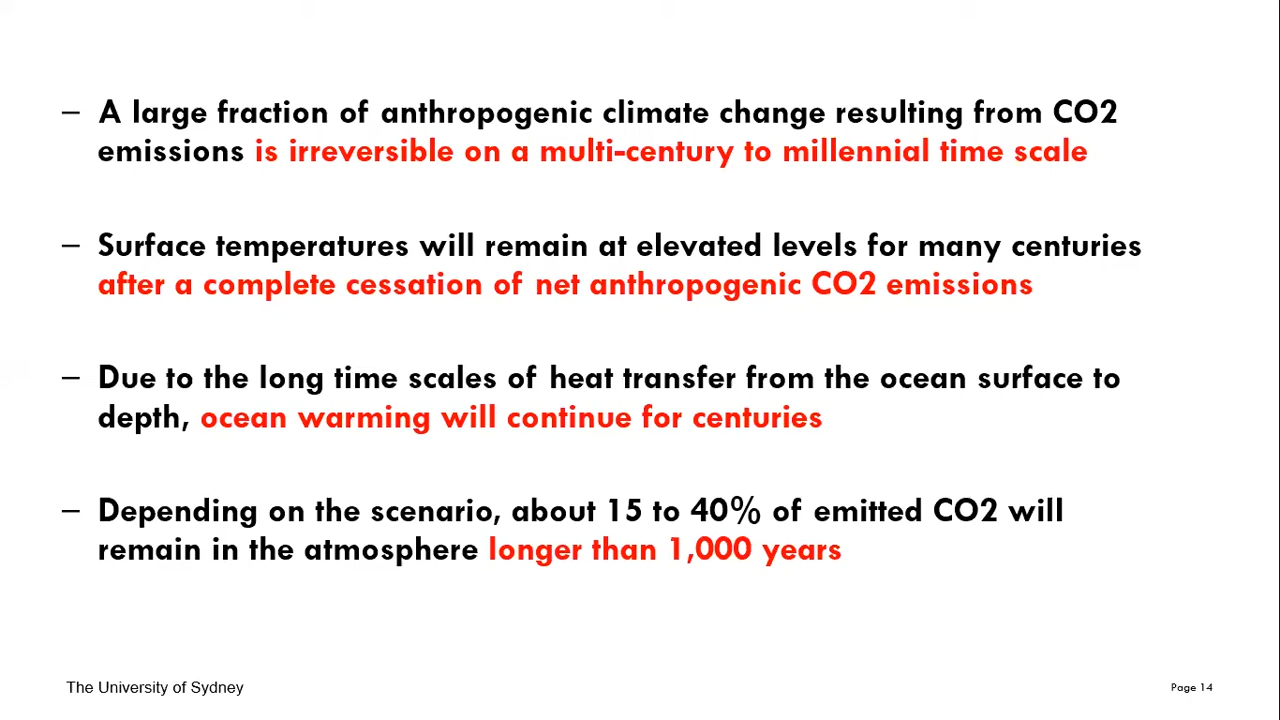 – A large fraction of anthropogenic climate change resulting from CO2
emissions is irreversible on a multi-century to millennial time scale
– Surface temperatures will remain at elevated levels for many centuries
after a complete cessation of net anthropogenic CO2 emissions
– Due to the long time scales of heat transfer from the ocean surface to
depth, ocean warming will continue for centuries
– Depending on the scenario, about 15 to 40% of emitted CO2 will
remain in the atmosphere longer than 1,000 years
The University of Sydney
Page 14